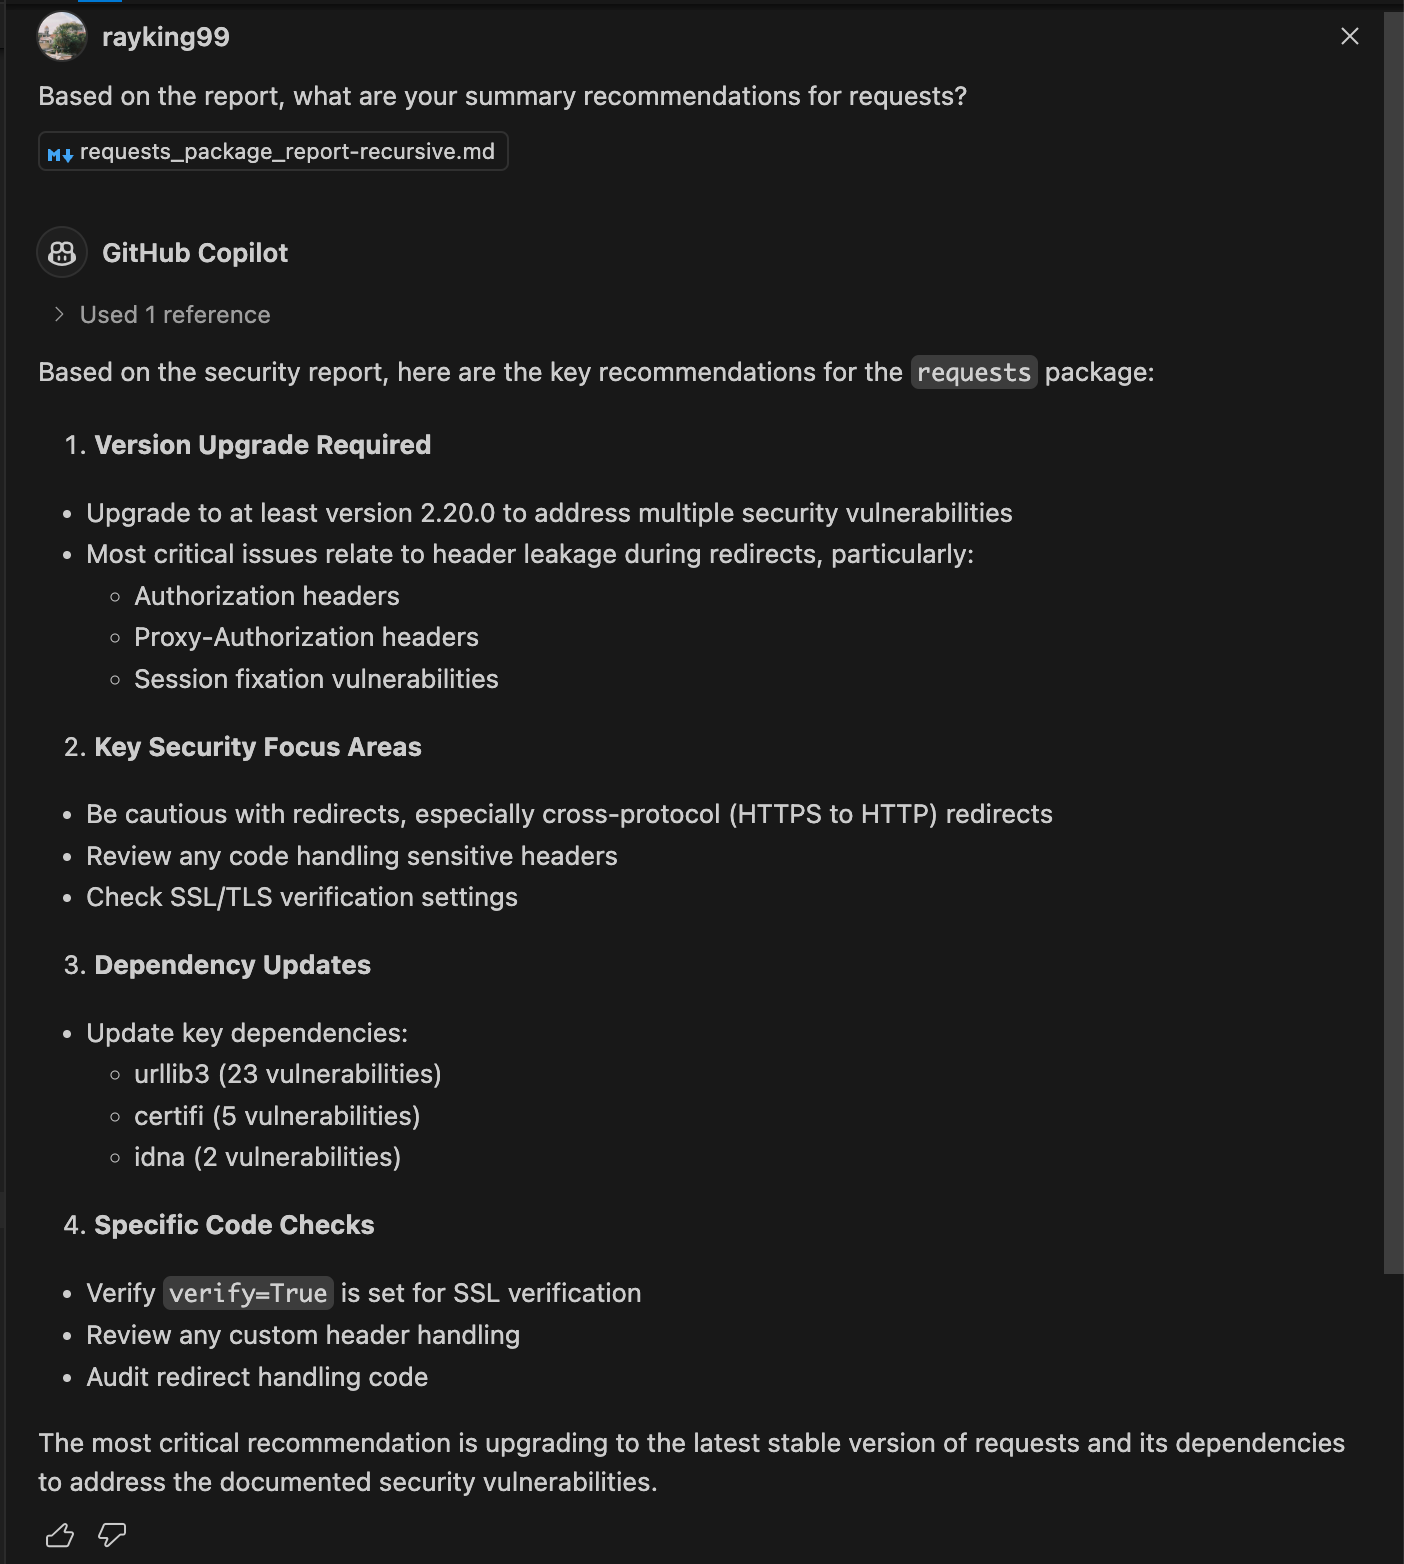 rayking99
Based on the report, what are your summary recommendations for requests?
requests_package_report-recursive.md
GitHub Copilot
Used 1 reference
Based on the security report, here are the key recommendations for the requests package:
1. Version Upgrade Required
• Upgrade to at least version 2.20.0 to address multiple security vulnerabilities
• Most critical issues relate to header leakage during redirects, particularly:
○ Authorization headers
○ Proxy-Authorization headers
○ Session fixation vulnerabilities
2. Key Security Focus Areas
• Be cautious with redirects, especially cross-protocol (HTTPS to HTTP) redirects
• Review any code handling sensitive headers
• Check SSL/TLS verification settings
3. Dependency Updates
• Update key dependencies:
○ urllib3 (23 vulnerabilities)
○ certifi (5 vulnerabilities)
○ idna (2 vulnerabilities)
4. Specific Code Checks
• Verify verify=True is set for SSL verification
• Review any custom header handling
• Audit redirect handling code
The most critical recommendation is upgrading to the latest stable version of requests and its dependencies
to address the documented security vulnerabilities.